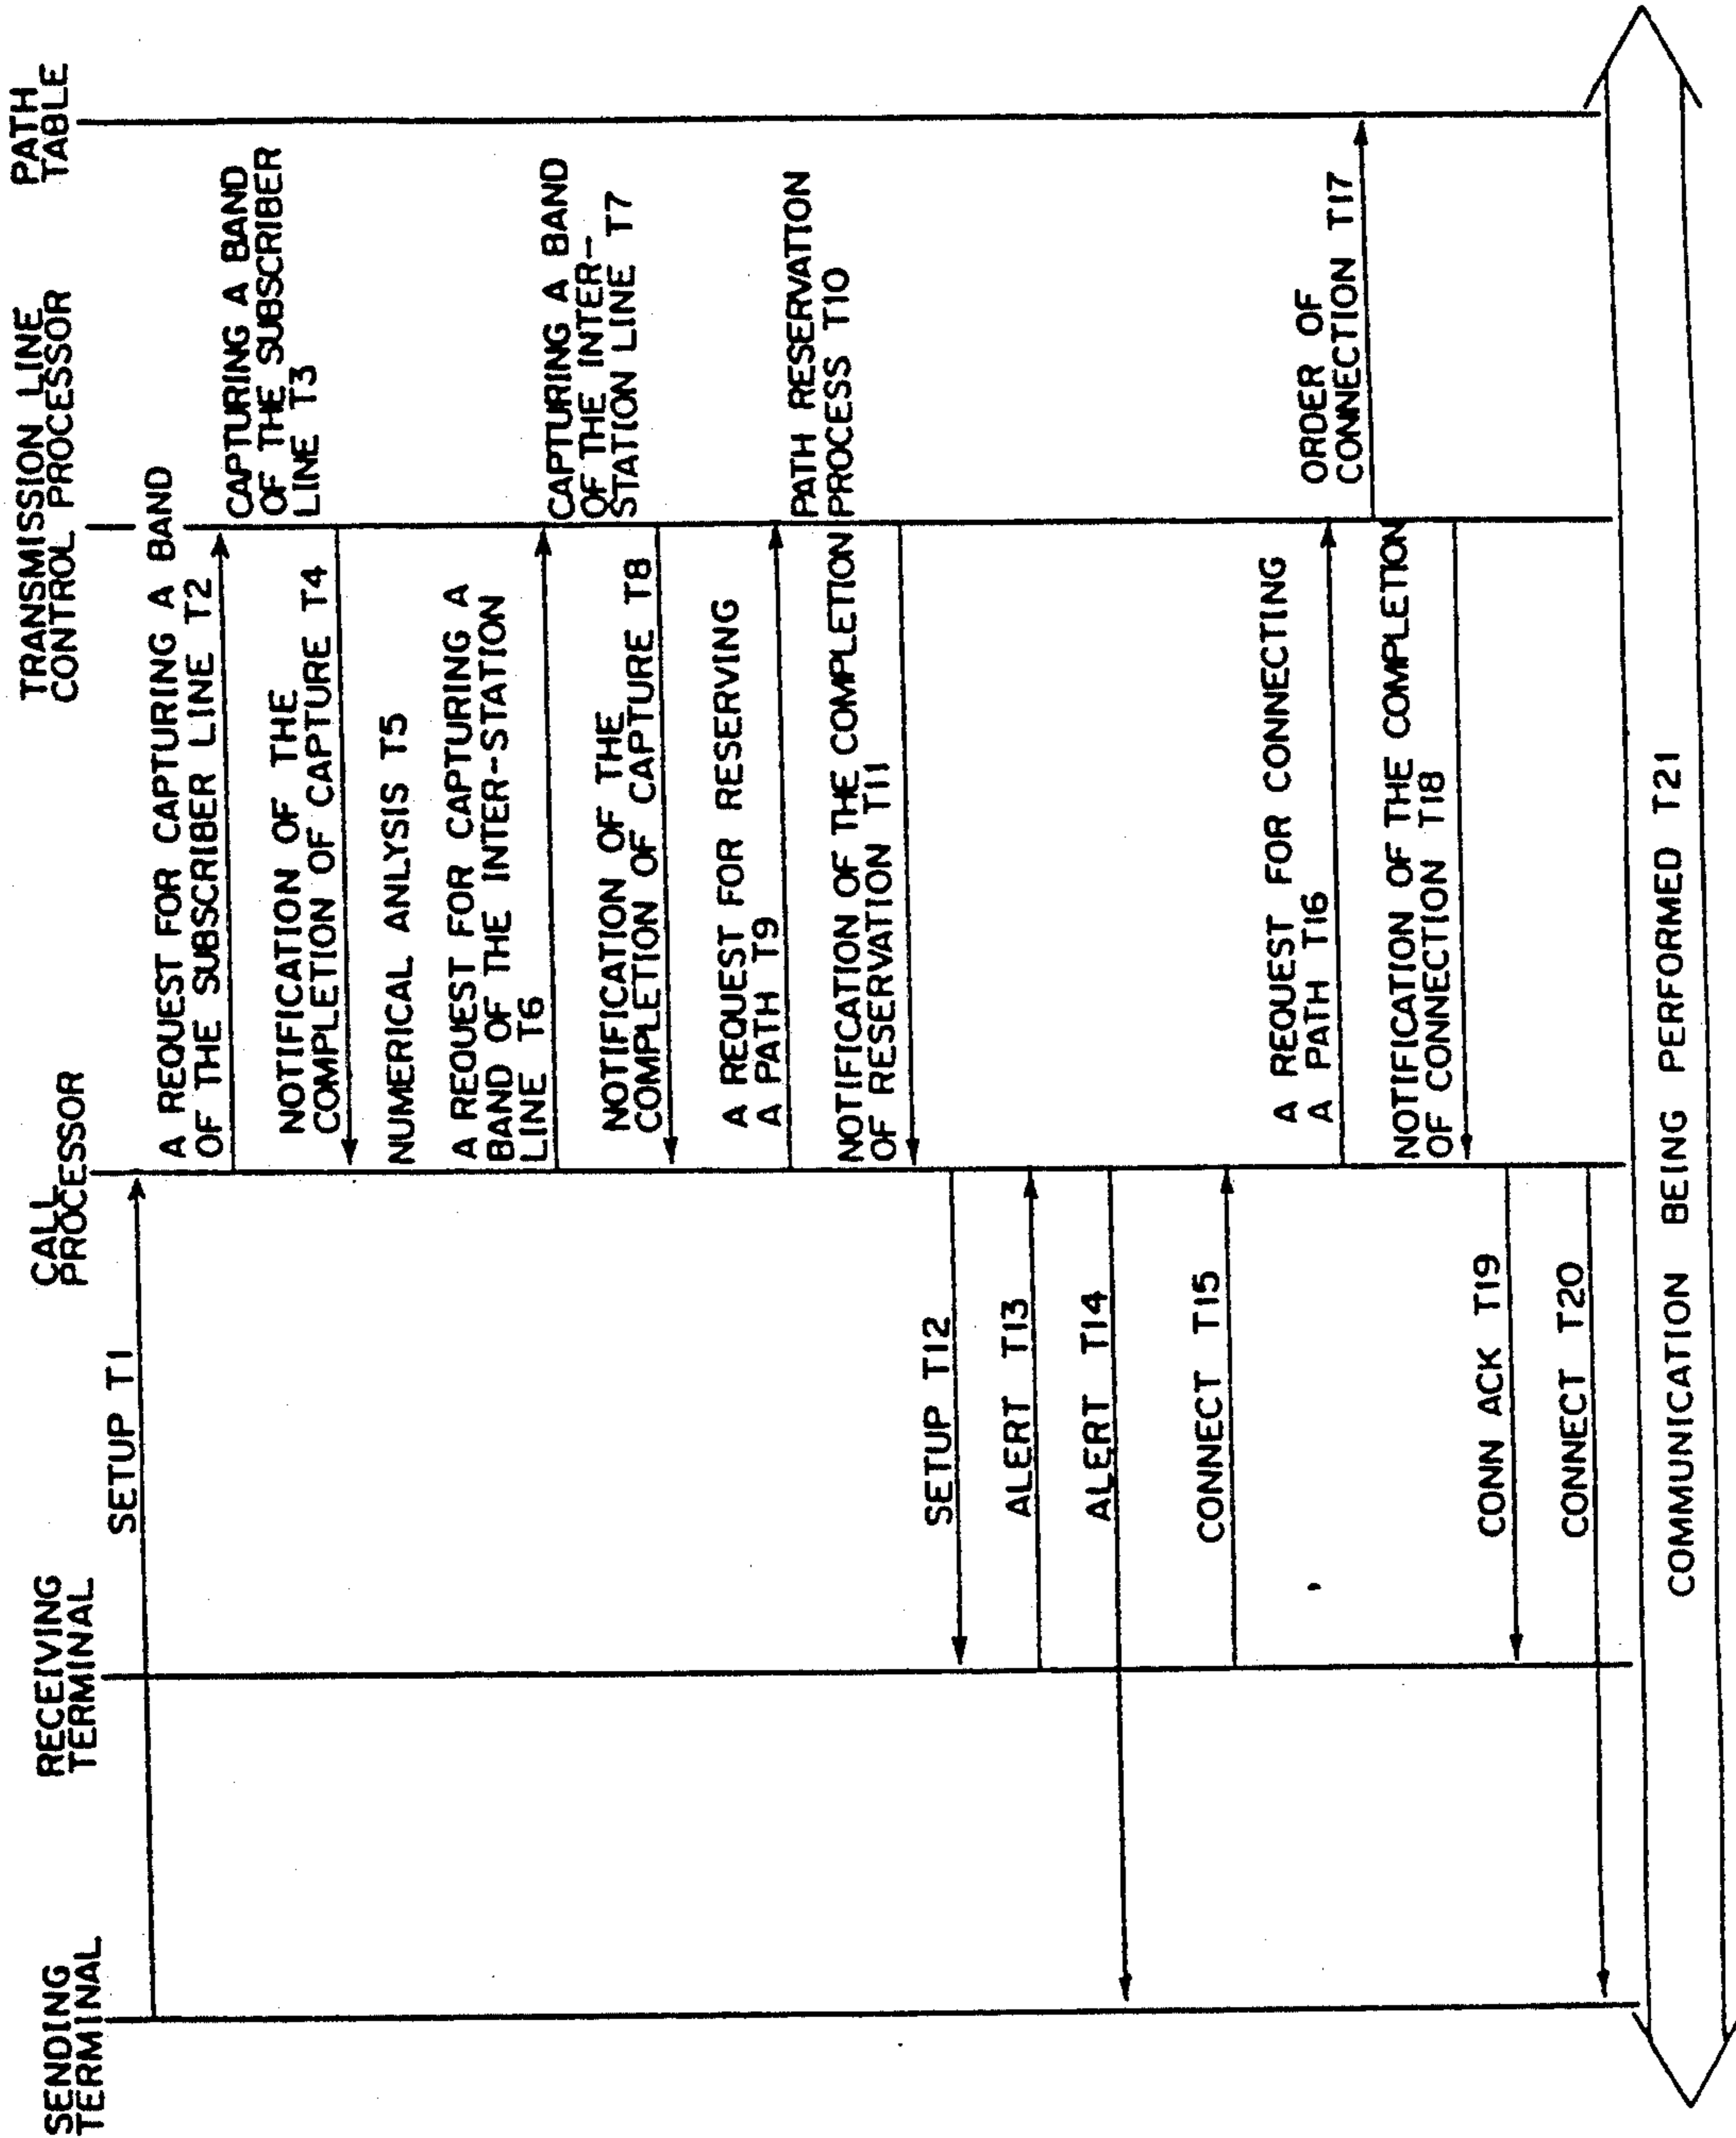 SENDING
TERMINAL
RECEIVING
TERMINAL
CALL
PROCESSOR
TRANSMISSION LINE
CONTROL PROCESSOR
PATH
TABLE
SETUP T1
A REQUEST FOR CAPTURING A BAND
OF THE SUBSCRIBER LINE T2
CAPTURING A BAND
OF THE SUBSCRIBER
LINE T3
NOTIFICATION OF THE
COMPLETION OF CAPTURE T4
NUMERICAL ANLYSIS T5
A REQUEST FOR CAPTURING A
BAND OF THE INTER-STATION
LINE T6
CAPTURING A BAND
OF THE INTER-
STATION LINE T7
NOTIFICATION OF THE
COMPLETION OF CAPTURE T8
A REQUEST FOR RESERVING
A PATH T9
PATH RESERVATION
PROCESS T10
NOTIFICATION OF THE COMPLETION
OF RESERVATION T11
SETUP T12
ALERT T13
ALERT T14
CONNECT T15
A REQUEST FOR CONNECTING
A PATH T16
ORDER OF
CONNECTION T17
NOTIFICATION OF THE COMPLETION
OF CONNECTION T18
CONN ACK T19
CONNECT T20
COMMUNICATION BEING PERFORMED T21